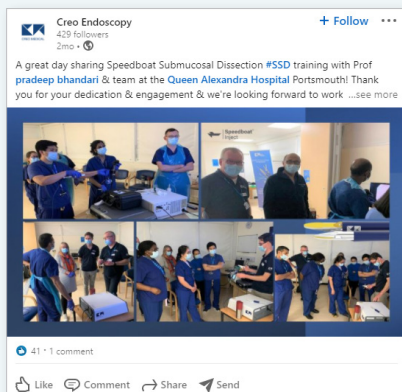 Creo Endoscopy
+ Follow
429 followers
2mo •
A great day sharing Speedboat Submucosal Dissection #SSD training with Prof
pradeep bhandari & team at the Queen Alexandra Hospital Portsmouth! Thank
you for your dedication & engagement & we're looking forward to work ...see more
Speedboat
Inject
41 · 1 comment
Like Comment Share Send